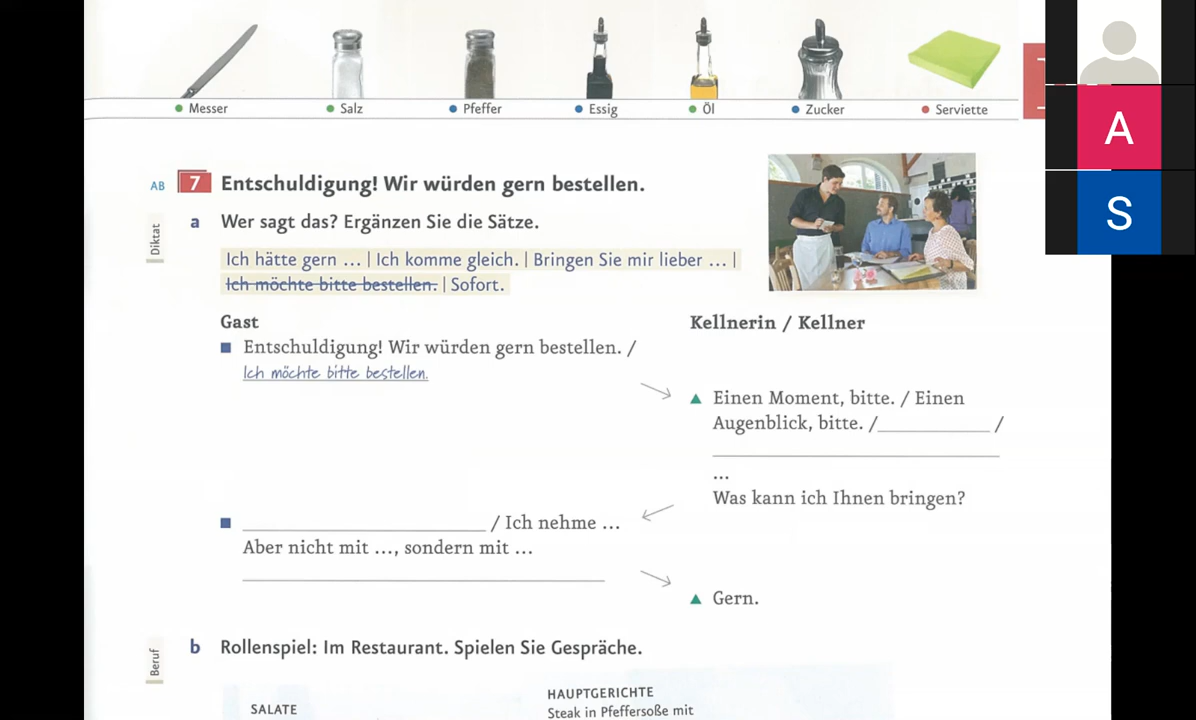 Messer
Salz
Pfeffer
Essig
Öl
Zucker
Serviette
A
S
AB 7 Entschuldigung! Wir würden gern bestellen.
Diktat
a Wer sagt das? Ergänzen Sie die Sätze.
Ich hätte gern … | Ich komme gleich. | Bringen Sie mir lieber … |
Ich möchte bitte bestellen. | Sofort.
Gast
Kellnerin / Kellner
Entschuldigung! Wir würden gern bestellen. /
Ich möchte bitte bestellen.
Einen Moment, bitte. / Einen
Augenblick, bitte. /__________ /
…
Was kann ich Ihnen bringen?
__________ / Ich nehme …
Aber nicht mit …, sondern mit …
Gern.
Beruf
b Rollenspiel: Im Restaurant. Spielen Sie Gespräche.
SALATE
HAUPTGERICHTE
Steak in Pfeffersoße mit